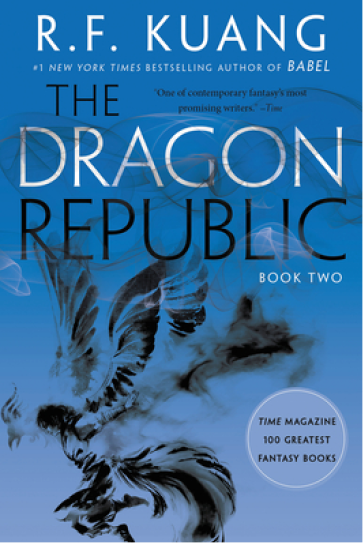 R.F. KUANG
#1 NEW YORK TIMES BESTSELLING AUTHOR OF BABEL
THE
"One of contemporary fantasy's most
promising writers." —Time
DRAGON
REPUBLIC
BOOK TWO
TIME MAGAZINE
100 GREATEST
FANTASY BOOKS